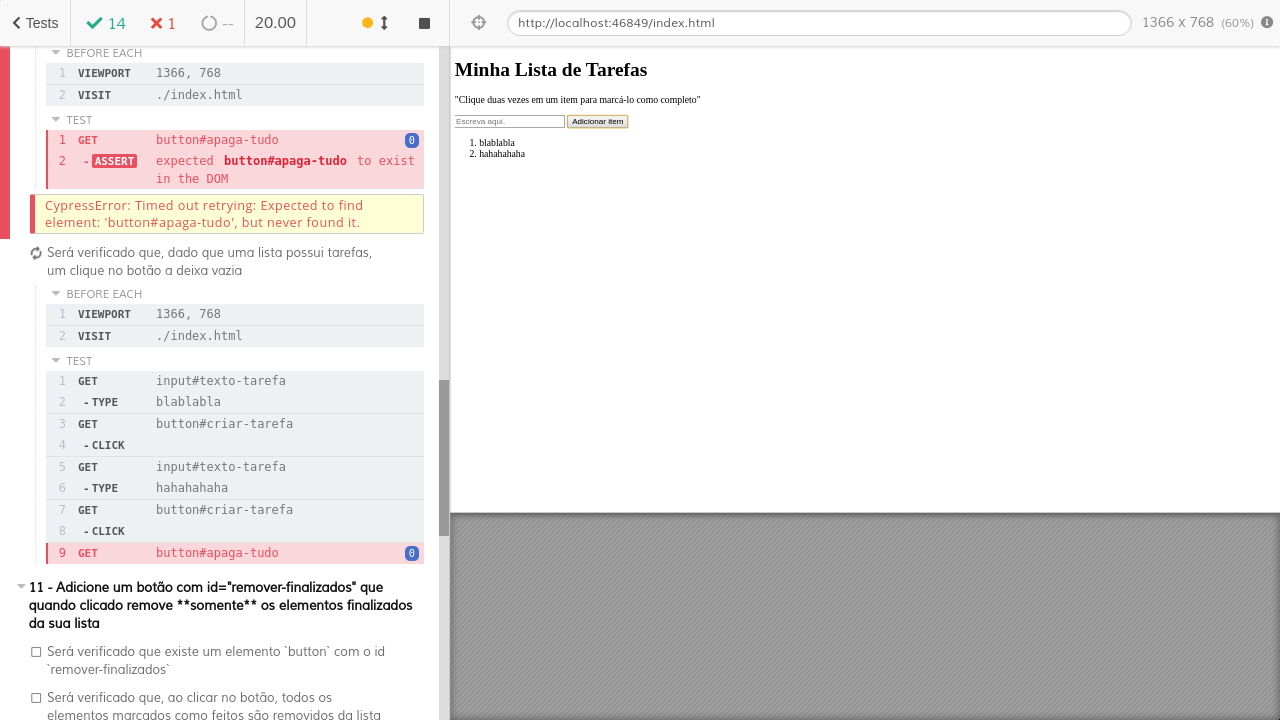 Tests
14
1
--
20.00
http://localhost:46849/index.html
1366 x 768 (60%)
BEFORE EACH
1 VIEWPORT 1366, 768
2 VISIT ./index.html
TEST
1 GET button#apaga-tudo 0
2 -ASSERT expected button#apaga-tudo to exist
in the DOM
CypressError: Timed out retrying: Expected to find
element: 'button#apaga-tudo', but never found it.
Será verificado que, dado que uma lista possui tarefas,
um clique no botão a deixa vazia
BEFORE EACH
1 VIEWPORT 1366, 768
2 VISIT ./index.html
TEST
1 GET input#texto-tarefa
2 -TYPE blablabla
3 GET button#criar-tarefa
4 -CLICK
5 GET input#texto-tarefa
6 -TYPE hahahahaha
7 GET button#criar-tarefa
8 -CLICK
9 GET button#apaga-tudo 0
11 - Adicione um botão com id="remover-finalizados" que
quando clicado remove **somente** os elementos finalizados
da sua lista
Será verificado que existe um elemento `button` com o id
`remover-finalizados`
Será verificado que, ao clicar no botão, todos os
elementos marcados como feitos são removidos da lista
Minha Lista de Tarefas
"Clique duas vezes em um item para marcá-lo como completo"
Escreva aqui.
Adicionar item
1. blablabla
2. hahahahaha